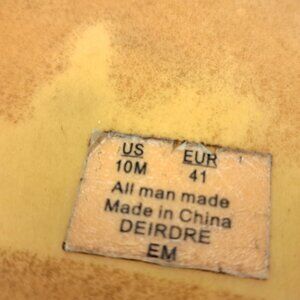 US EUR
10M 41
All man made
Made in China
DEIRDRE
EM